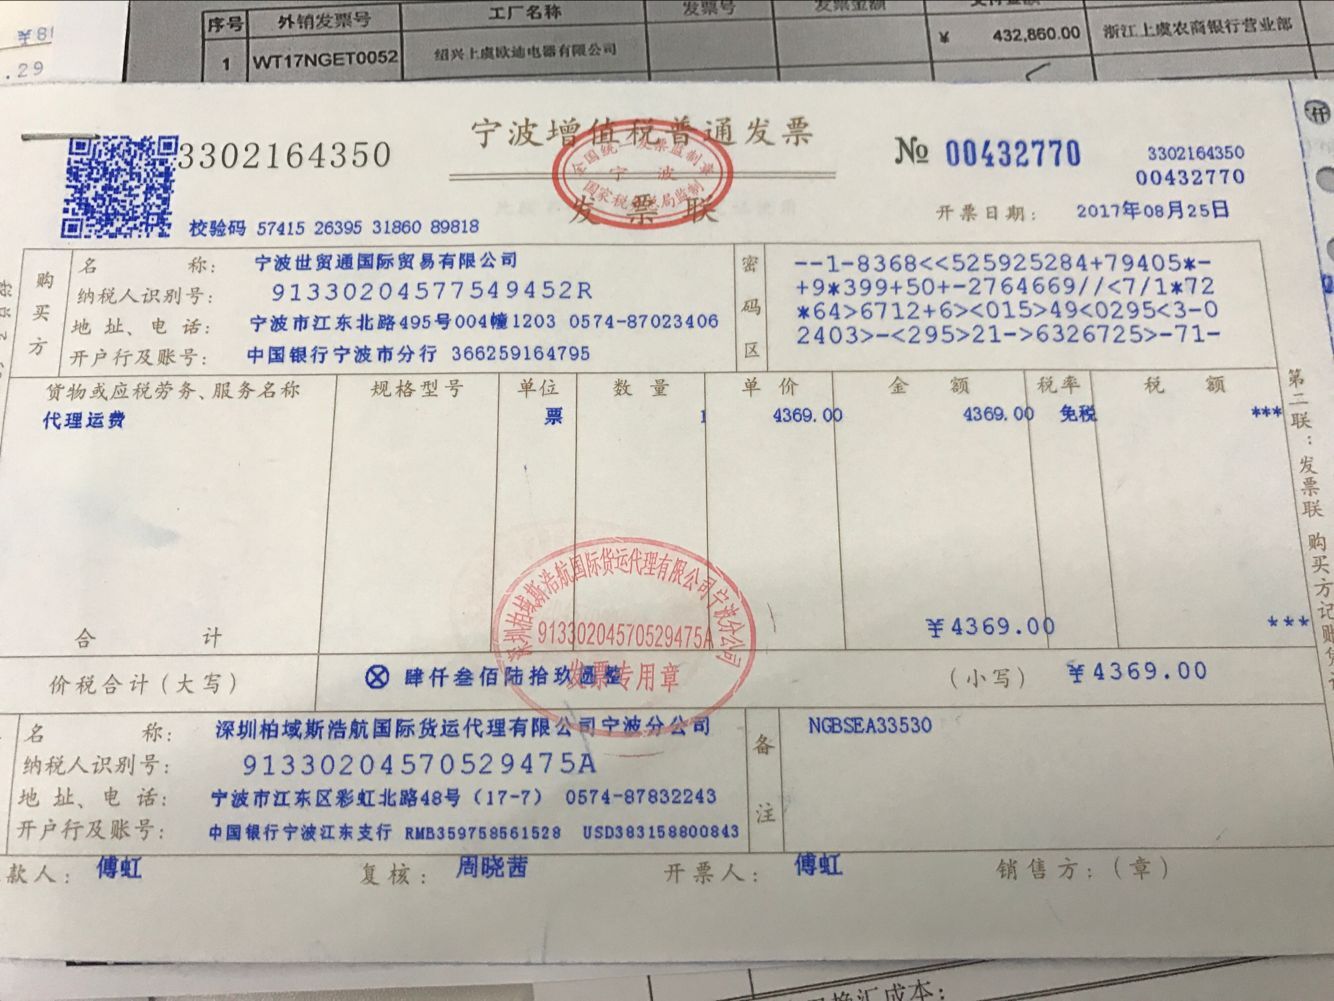 ¥8
.29
序号 外销发票号 工厂名称 发票号 发票金额
1 WT17NGET0052 绍兴上虞欧迪电器有限公司 ¥ 432,860.00 浙江上虞农商银行营业部
3302164350
宁波增值税普通发票
全国统一发票监制章
宁波
国家税务局监制
发票联
№ 00432770
3302164350
00432770
校验码 57415 26395 31860 89818
开票日期: 2017年08月25日
购买方
名 称: 宁波世贸通国际贸易有限公司
纳税人识别号: 91330204577549452R
地 址、电 话: 宁波市江东北路495号004幢1203 0574-87023406
开户行及账号: 中国银行宁波市分行 366259164795
密码区
--1-8368<<525925284+79405*-
+9*399+50+-2764669//<7/1*72
*64>6712+6><015>49<0295<3-0
2403>-<295>21->6326725>-71-
货物或应税劳务、服务名称 规格型号 单位 数 量 单 价 金 额 税率 税 额
代理运费 票 1 4369.00 4369.00 免税 ***
合 计 ¥4369.00 ***
价税合计(大写) ⊗ 肆仟叁佰陆拾玖圆整 (小写) ¥4369.00
深圳柏域斯浩航国际货运代理有限公司宁波分公司
91330204570529475A
发票专用章
名 称: 深圳柏域斯浩航国际货运代理有限公司宁波分公司
纳税人识别号: 91330204570529475A
地 址、电 话: 宁波市江东区彩虹北路48号(17-7) 0574-87832243
开户行及账号: 中国银行宁波江东支行 RMB359758561528 USD383158800843
备注
NGBSEA33530
款人: 傅虹 复核: 周晓茜 开票人: 傅虹 销售方:(章)
第二联:发票联 购买方记账
换汇成本: